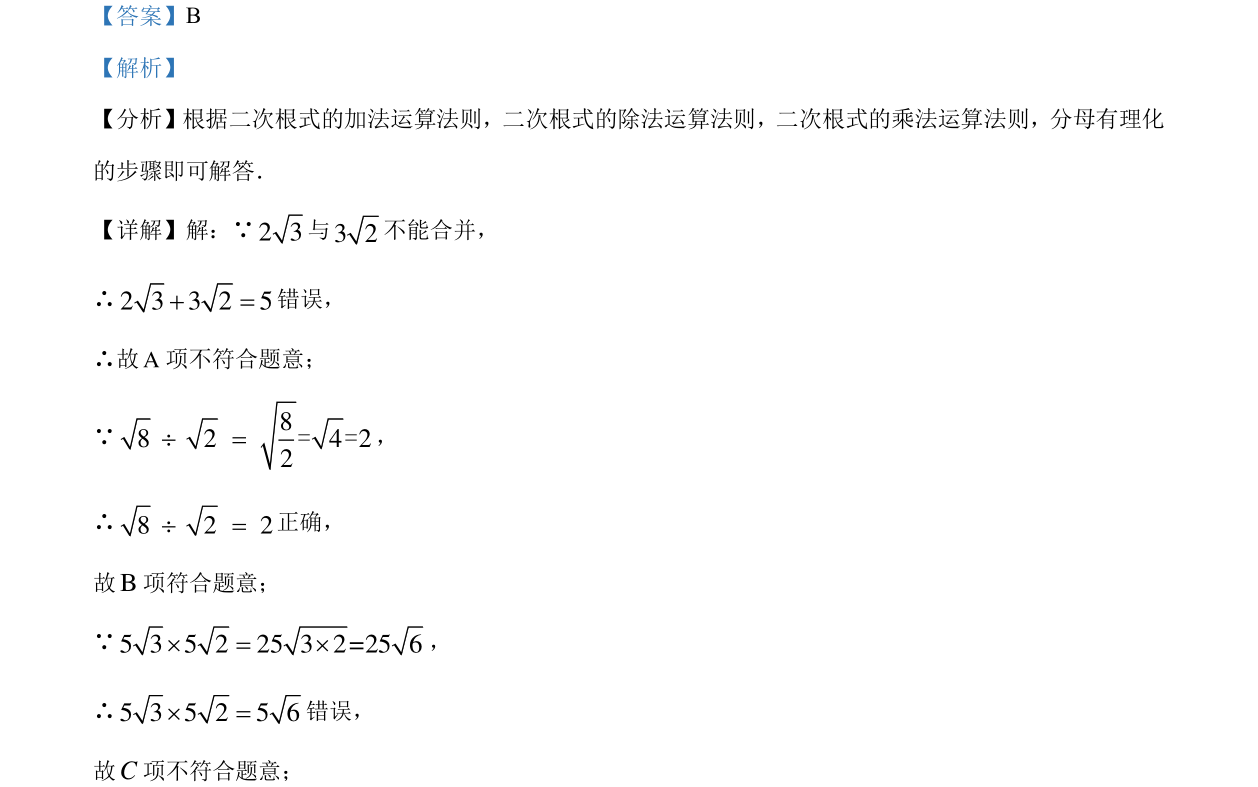 【答案】B
【解析】
【分析】根据二次根式的加法运算法则，二次根式的除法运算法则，二次根式的乘法运算法则，分母有理化
的步骤即可解答．
【详解】解：∵2√3与3√2不能合并，
∴2√3+3√2=5错误，
∴故A 项不符合题意；
∵√8 ÷ √2 = √(8/2)=√4=2，
∴√8 ÷ √2 = 2正确，
故B 项符合题意；
∵5√3×5√2=25√(3×2)=25√6，
∴5√3×5√2=5√6错误，
故C 项不符合题意；